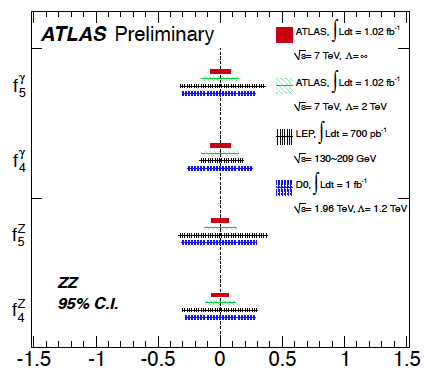 ATLAS Preliminary
ATLAS, ∫Ldt = 1.02 fb⁻¹
√s= 7 TeV, Λ=∞
ATLAS, ∫Ldt = 1.02 fb⁻¹
√s= 7 TeV, Λ= 2 TeV
LEP, ∫Ldt = 700 pb⁻¹
√s= 130~209 GeV
D0, ∫Ldt = 1 fb⁻¹
√s= 1.96 TeV, Λ= 1.2 TeV
f₅^γ
f₄^γ
f₅^Z
f₄^Z
ZZ
95% C.I.
-1.5 -1 -0.5 0 0.5 1 1.5